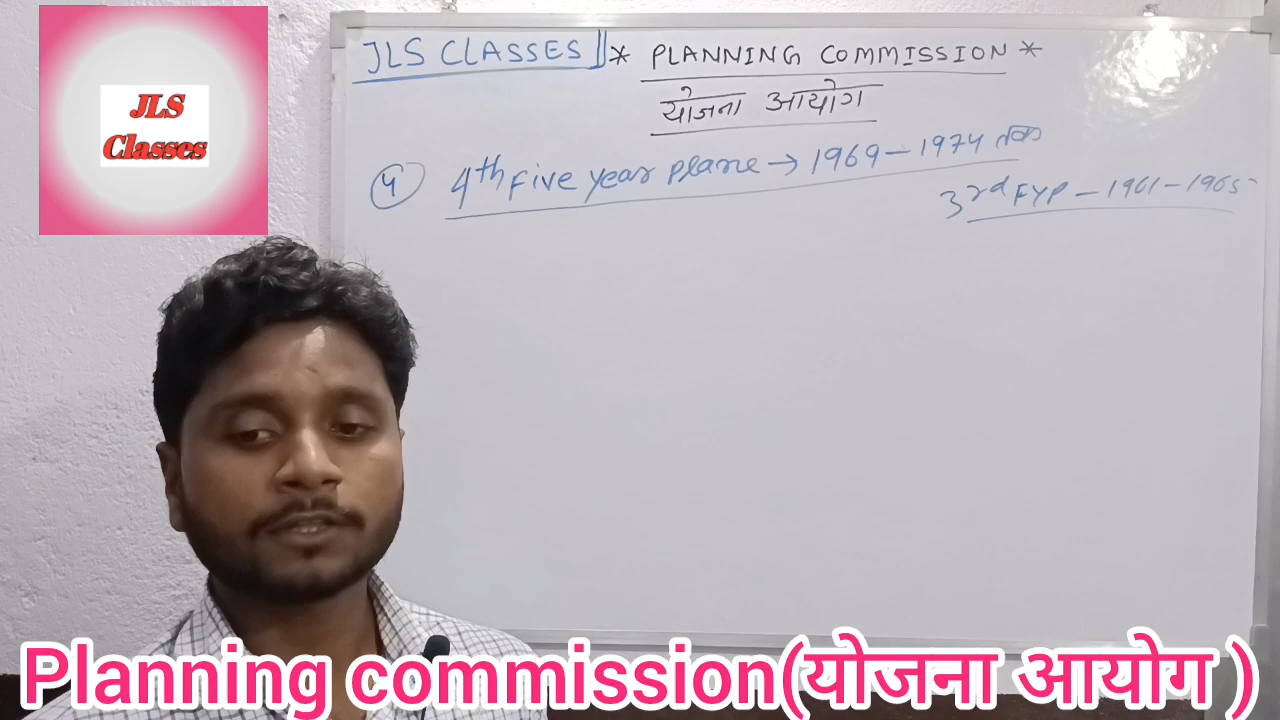 JLS
Classes
JLS CLASSES * PLANNING COMMISSION *
योजना आयोग
4 4th Five year plane → 1969 - 1974 तक
3rd FYP - 1961 - 1965
Planning commission(योजना आयोग )